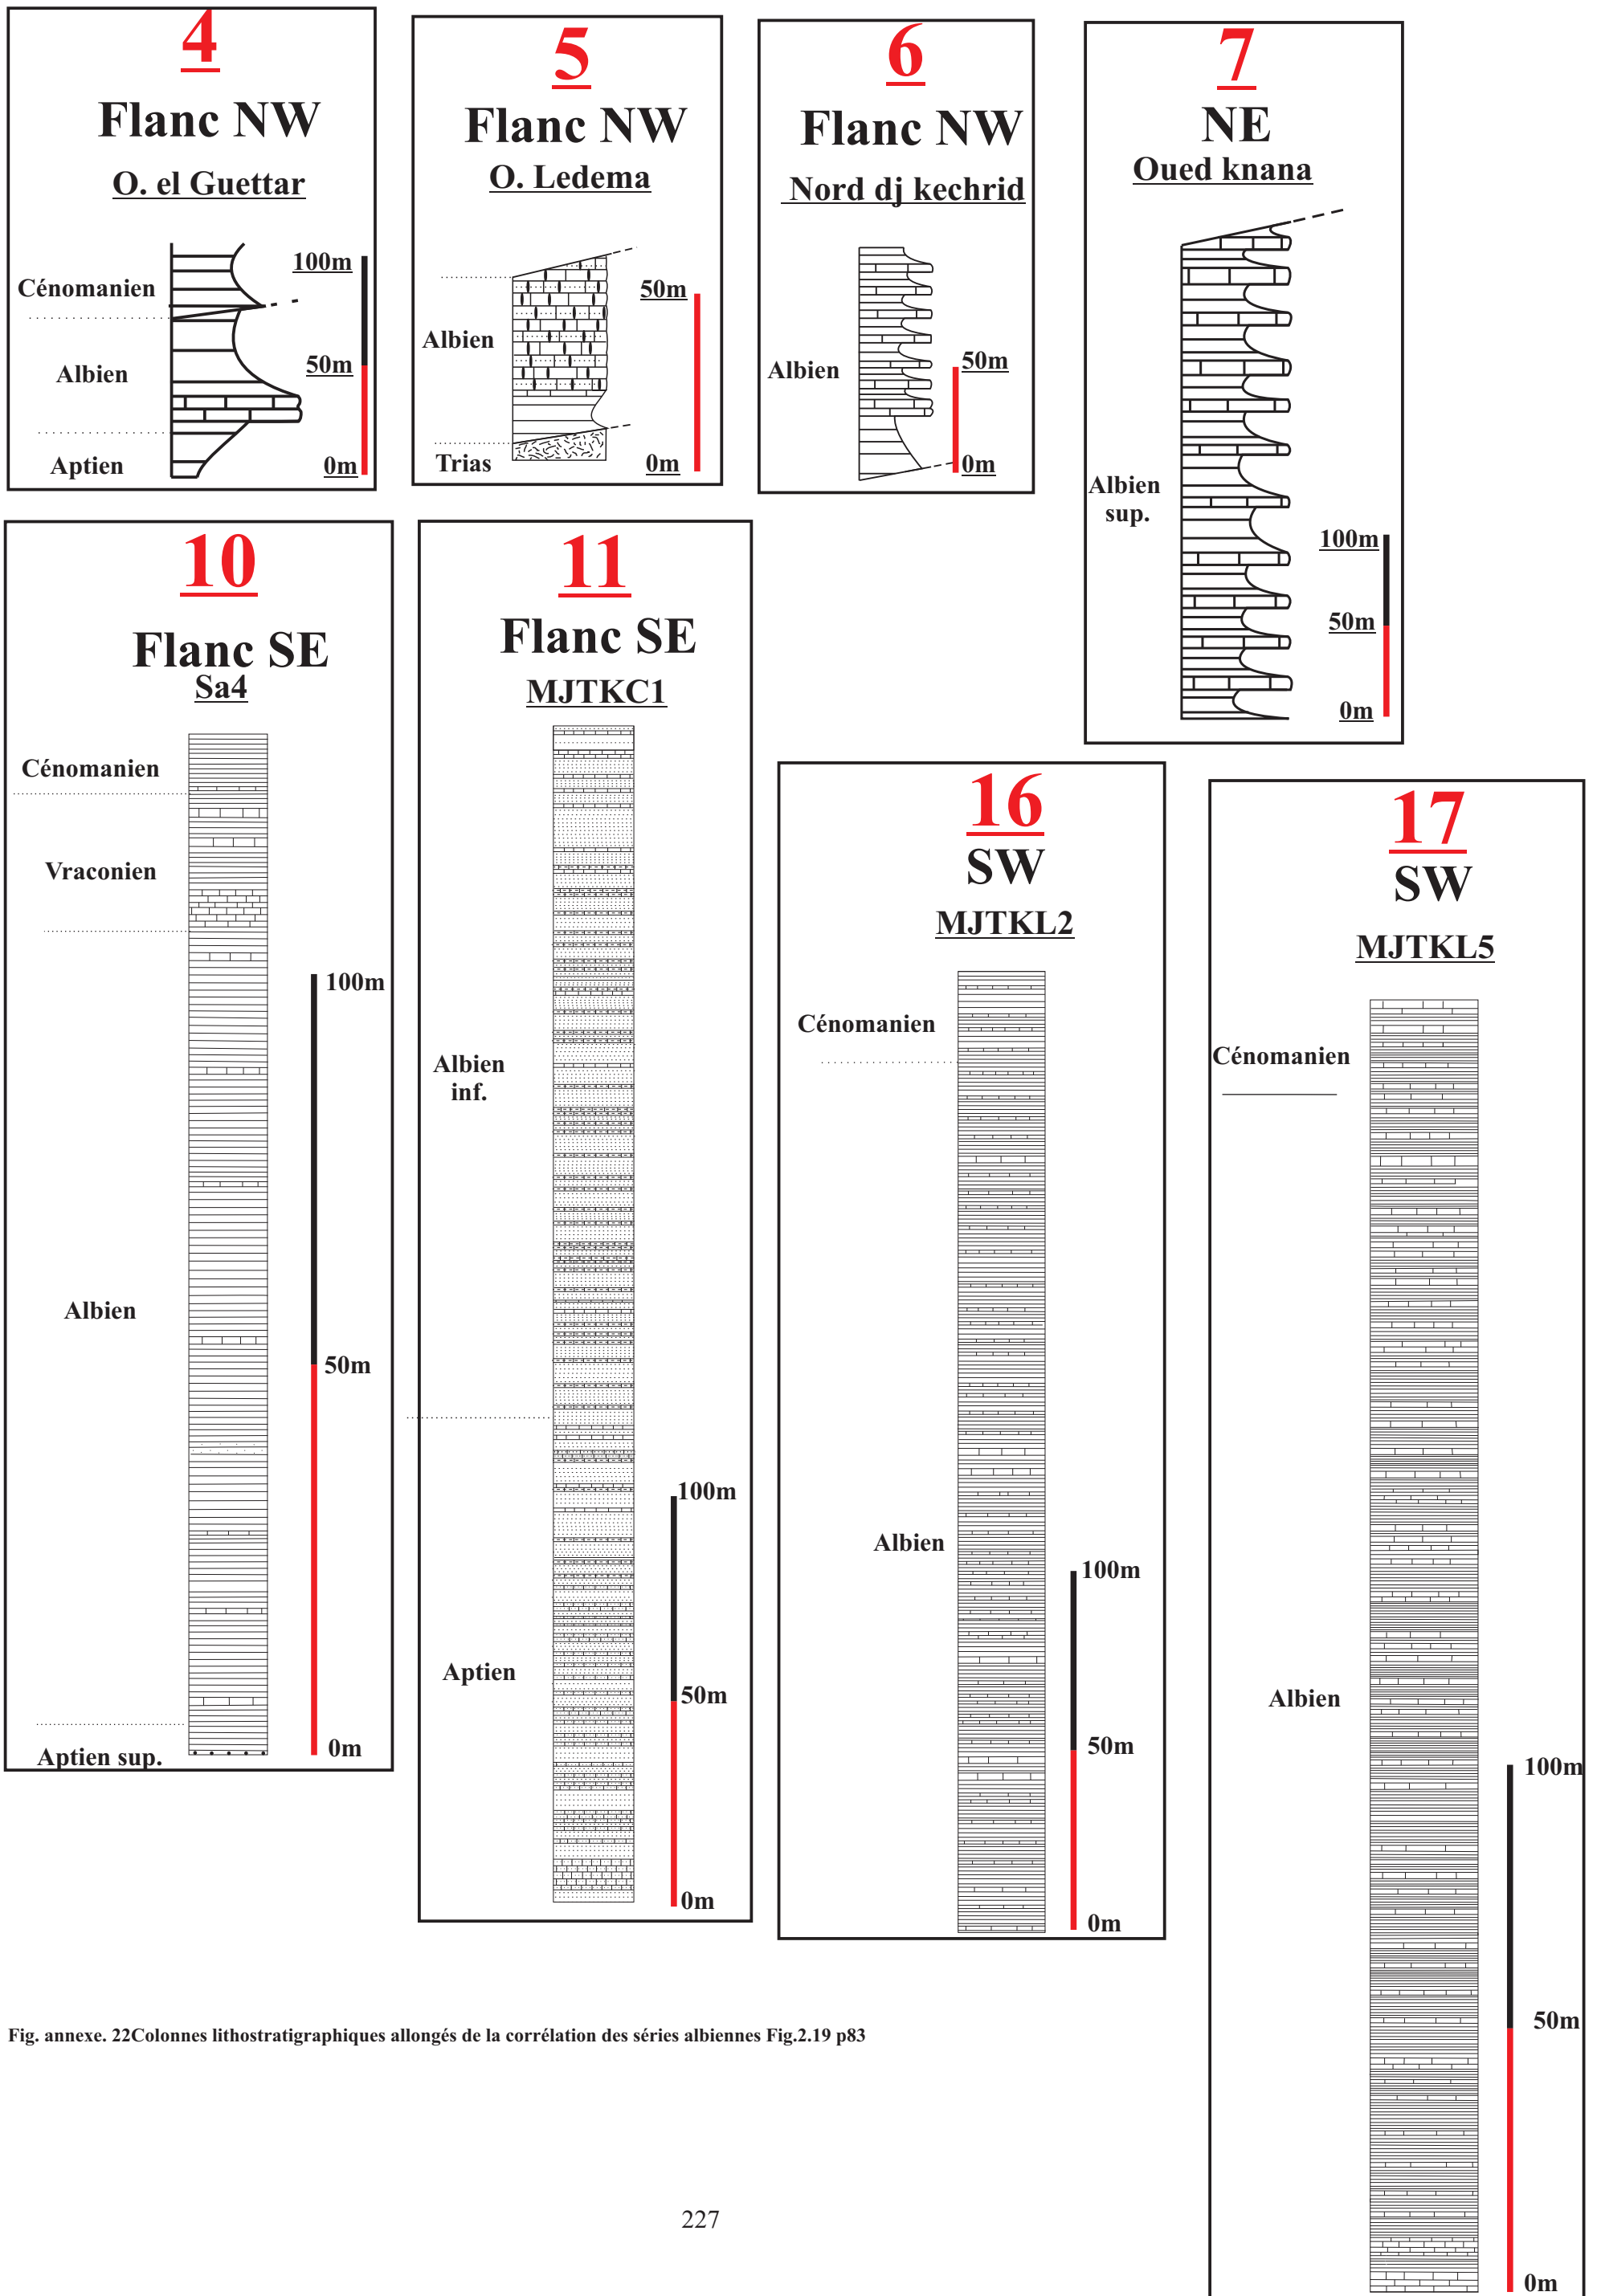 4
Flanc NW
O. el Guettar
100m
Cénomanien
50m
Albien
Aptien
0m
5
Flanc NW
O. Ledema
50m
Albien
Trias
0m
6
Flanc NW
Nord dj kechrid
50m
Albien
0m
7
NE
Oued knana
Albien
sup.
100m
50m
0m
10
Flanc SE
Sa4
Cénomanien
Vraconien
100m
Albien
50m
0m
Aptien sup.
11
Flanc SE
MJTKC1
Albien
inf.
100m
Aptien
50m
0m
16
SW
MJTKL2
Cénomanien
Albien
100m
50m
0m
17
SW
MJTKL5
Cénomanien
Albien
100m
50m
0m
Fig. annexe. 22Colonnes lithostratigraphiques allongés de la corrélation des séries albiennes Fig.2.19 p83
227